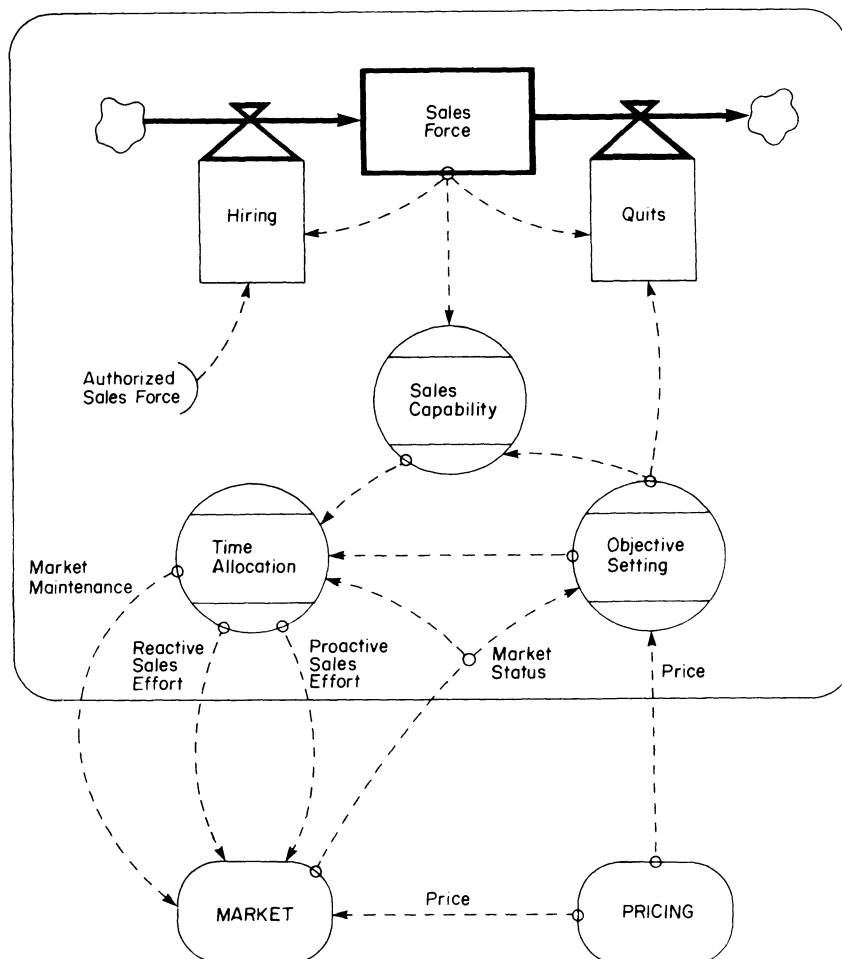 Sales
Force
Hiring
Quits
Authorized
Sales Force
Sales
Capability
Time
Allocation
Objective
Setting
Market
Maintenance
Reactive
Sales
Effort
Proactive
Sales
Effort
Market
Status
Price
MARKET
Price
PRICING